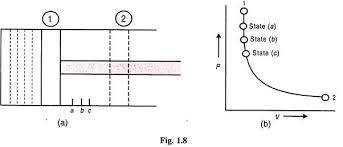 1
2
a b c
(a)
1
State (a)
State (b)
State (c)
P
2
V
(b)
Fig. 1.8